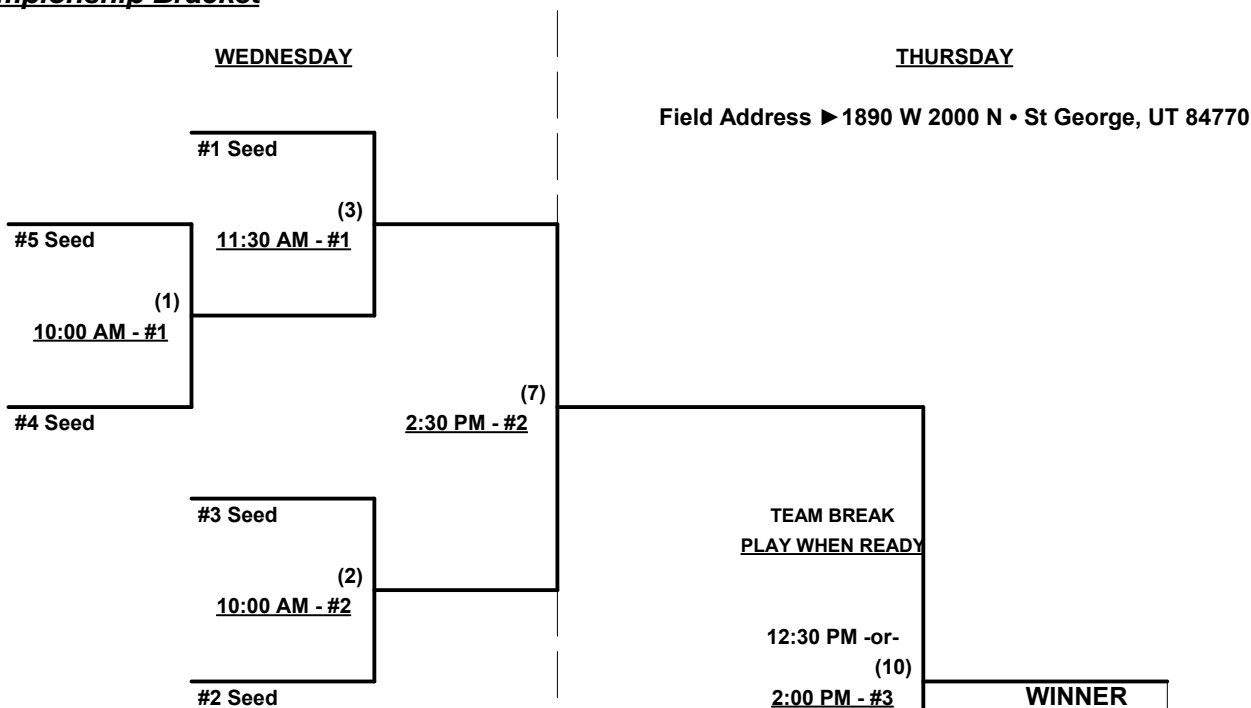 WEDNESDAY
THURSDAY
Field Address ►1890 W 2000 N • St George, UT 84770
#1 Seed
(3)
#5 Seed
11:30 AM - #1
(1)
10:00 AM - #1
(7)
#4 Seed
2:30 PM - #2
#3 Seed
TEAM BREAK
PLAY WHEN READY
(2)
10:00 AM - #2
12:30 PM -or-
(10)
#2 Seed
2:00 PM - #3
WINNER